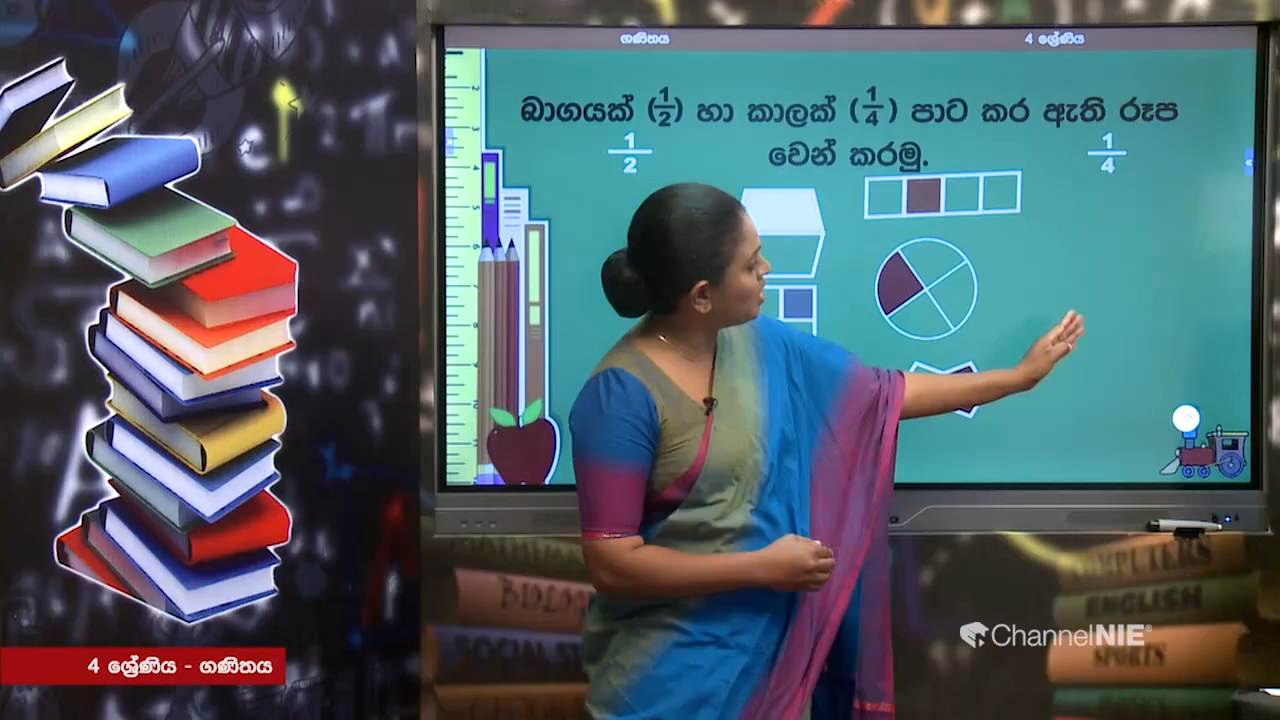 ගණිතය
4 ශ්‍රේණිය
බාගයක් (1/2) හා කාලක් (1/4) පාට කර ඇති රූප
වෙන් කරමු.
1/2
1/4
COMPUTERS
ENGLISH
SPORTS
ChannelNIE
4 ශ්‍රේණිය - ගණිතය